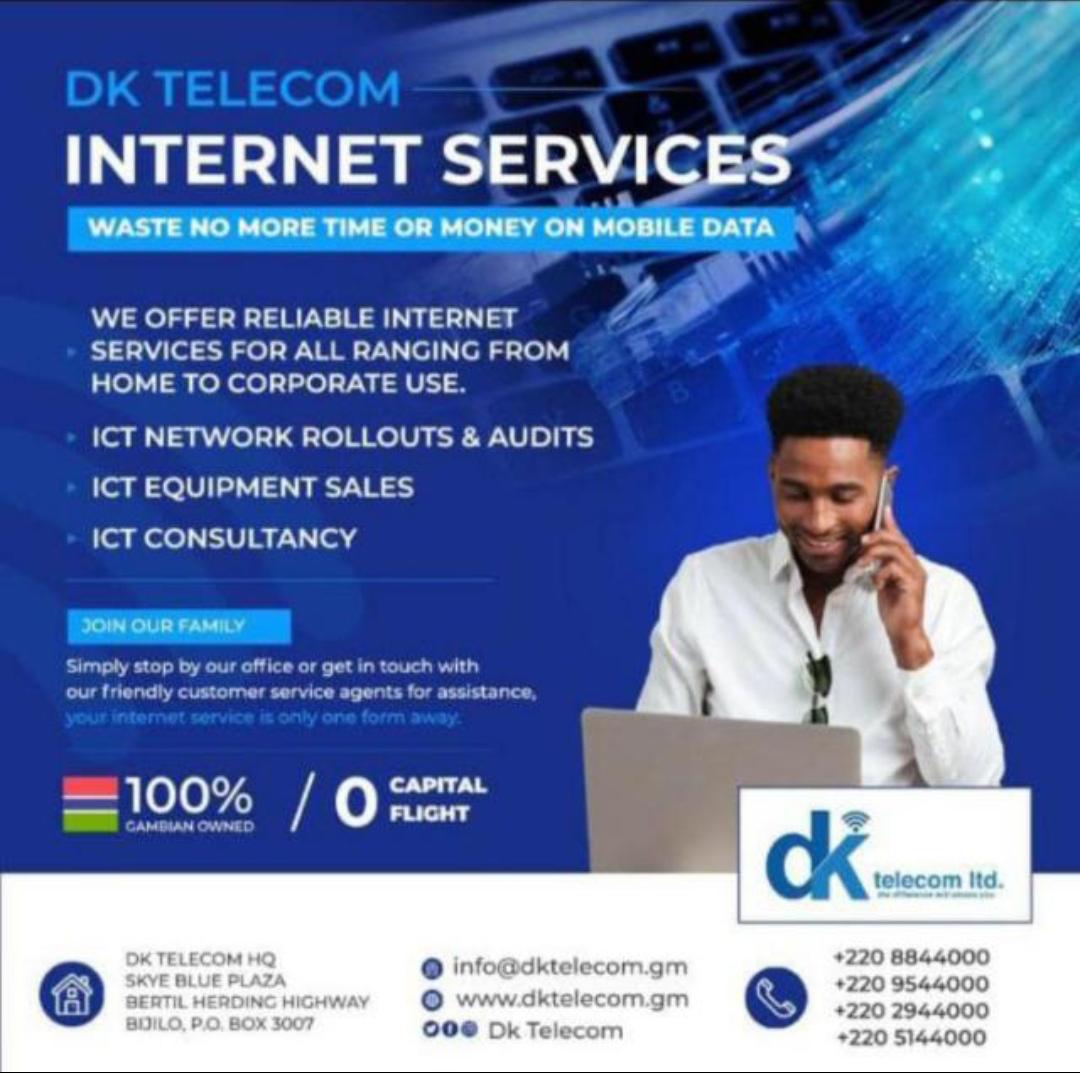 DK TELECOM
INTERNET SERVICES
WASTE NO MORE TIME OR MONEY ON MOBILE DATA
WE OFFER RELIABLE INTERNET
SERVICES FOR ALL RANGING FROM
HOME TO CORPORATE USE.
ICT NETWORK ROLLOUTS & AUDITS
ICT EQUIPMENT SALES
ICT CONSULTANCY
JOIN OUR FAMILY
Simply stop by our office or get in touch with
our friendly customer service agents for assistance,
your internet service is only one form away.
100%
GAMBIAN OWNED
/ 0 CAPITAL
FLIGHT
dk
telecom ltd.
DK TELECOM HQ
SKYE BLUE PLAZA
BERTIL HERDING HIGHWAY
BIJILO, P.O. BOX 3007
info@dktelecom.gm
www.dktelecom.gm
Dk Telecom
+220 8844000
+220 9544000
+220 2944000
+220 5144000